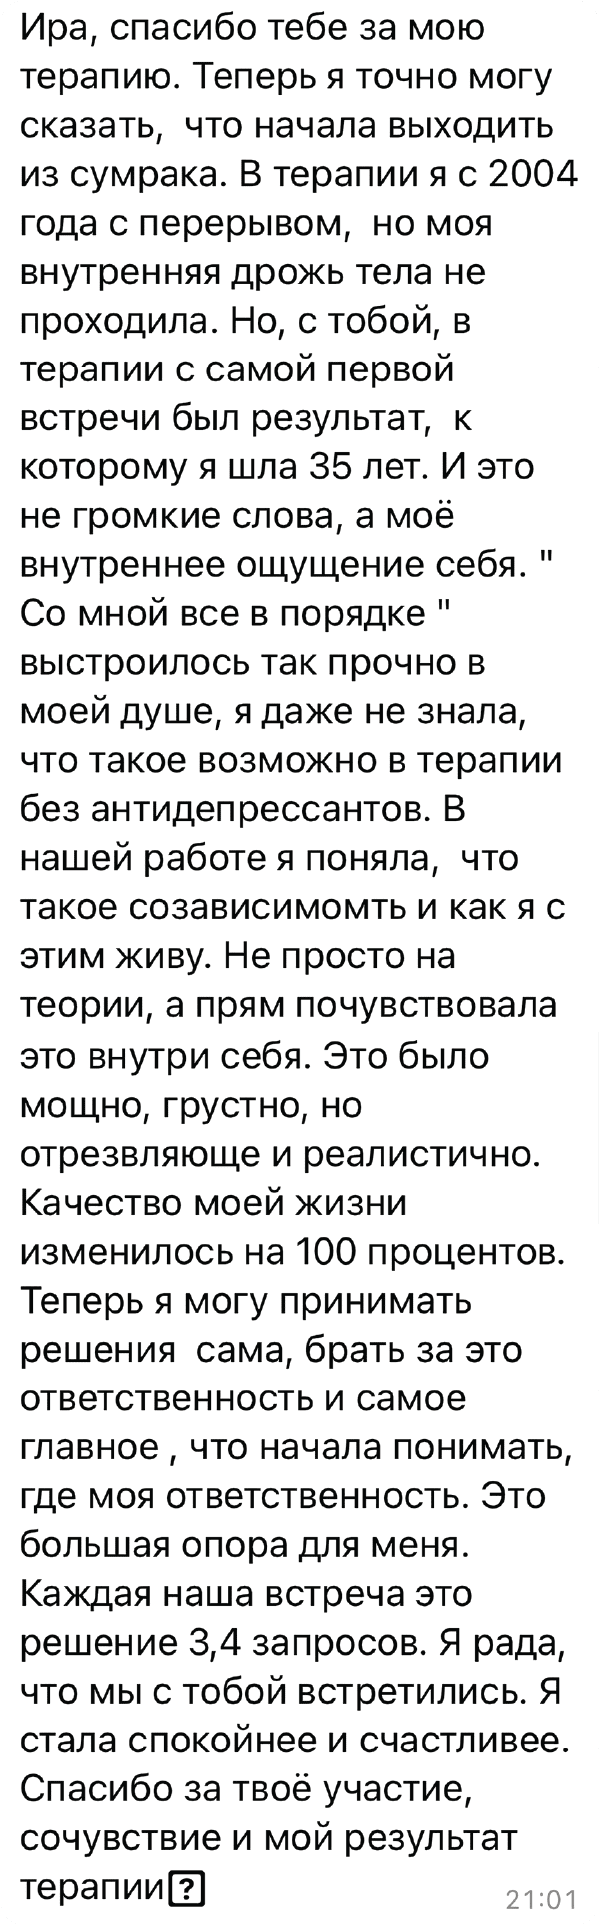 Ира, спасибо тебе за мою
терапию. Теперь я точно могу
сказать,  что начала выходить
из сумрака. В терапии я с 2004
года с перерывом,  но моя
внутренняя дрожь тела не
проходила. Но, с тобой, в
терапии с самой первой
встречи был результат,  к
которому я шла 35 лет. И это
не громкие слова, а моё
внутреннее ощущение себя. "
Со мной все в порядке "
выстроилось так прочно в
моей душе, я даже не знала,
что такое возможно в терапии
без антидепрессантов. В
нашей работе я поняла,  что
такое созависимомть и как я с
этим живу. Не просто на
теории, а прям почувствовала
это внутри себя. Это было
мощно, грустно, но
отрезвляюще и реалистично.
Качество моей жизни
изменилось на 100 процентов.
Теперь я могу принимать
решения  сама, брать за это
ответственность и самое
главное , что начала понимать,
где моя ответственность. Это
большая опора для меня.
Каждая наша встреча это
решение 3,4 запросов. Я рада,
что мы с тобой встретились. Я
стала спокойнее и счастливее.
Спасибо за твоё участие,
сочувствие и мой результат
терапии⍰
21:01